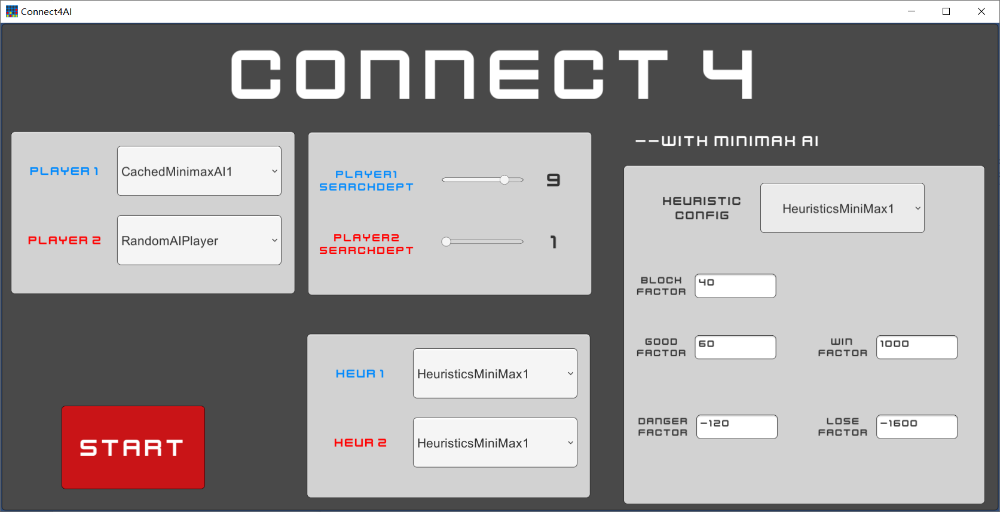 Connect4AI
CONNECT 4
--WITH MINIMAX AI
PLAYER 1
CachedMinimaxAI1
PLAYER 2
RandomAIPlayer
PLAYER1
SEARCHDEPT
9
PLAYER2
SEARCHDEPT
1
HEURISTIC
CONFIG
HeuristicsMiniMax1
BLOCK
FACTOR
40
GOOD
FACTOR
60
WIN
FACTOR
1000
DANGER
FACTOR
-120
LOSE
FACTOR
-1600
HEUR 1
HeuristicsMiniMax1
HEUR 2
HeuristicsMiniMax1
START